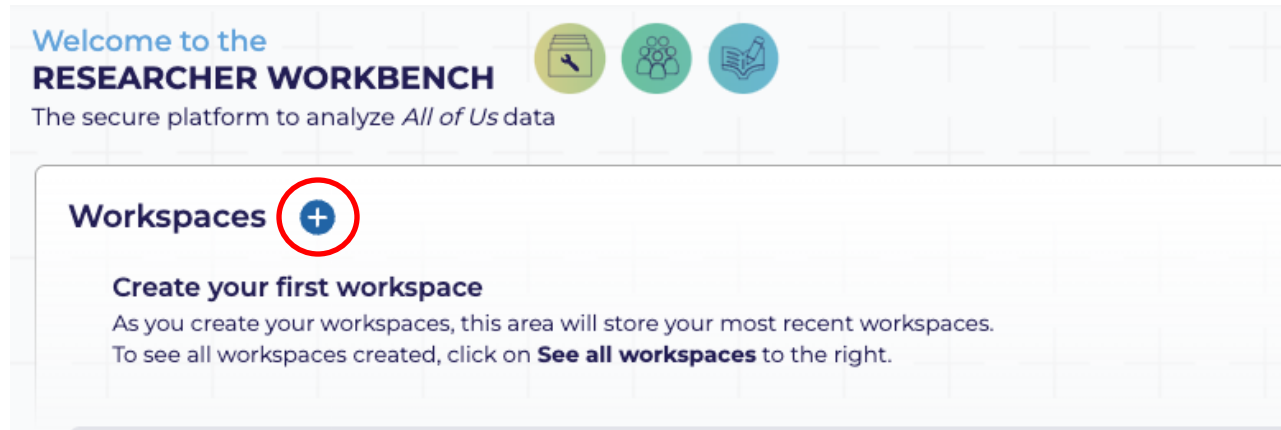 Welcome to the
RESEARCHER WORKBENCH
The secure platform to analyze All of Us data
Workspaces
Create your first workspace
As you create your workspaces, this area will store your most recent workspaces.
To see all workspaces created, click on See all workspaces to the right.